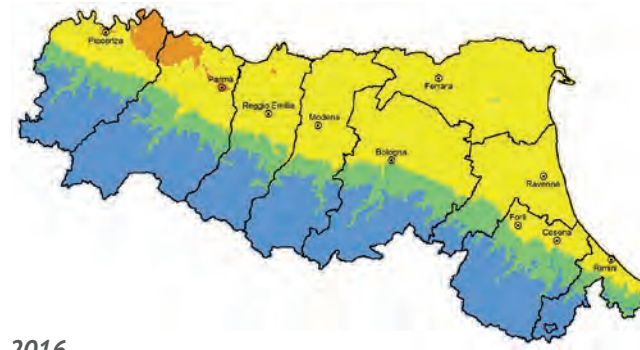 Piacenza
Parma
Reggio Emilia
Modena
Ferrara
Bologna
Ravenna
Forlì
Cesena
Rimini
2016